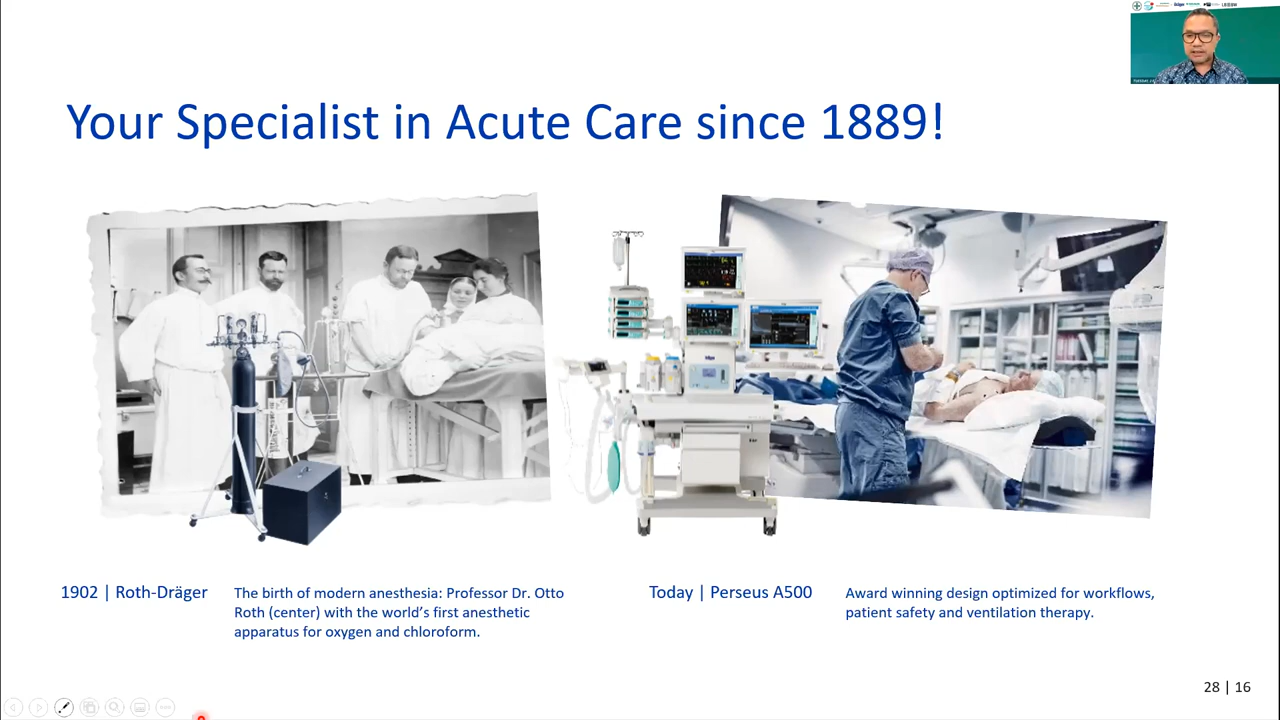 Dräger
Your Specialist in Acute Care since 1889!
1902 | Roth-Dräger
The birth of modern anesthesia: Professor Dr. Otto
Roth (center) with the world's first anesthetic
apparatus for oxygen and chloroform.
Today | Perseus A500
Award winning design optimized for workflows,
patient safety and ventilation therapy.
28 | 16